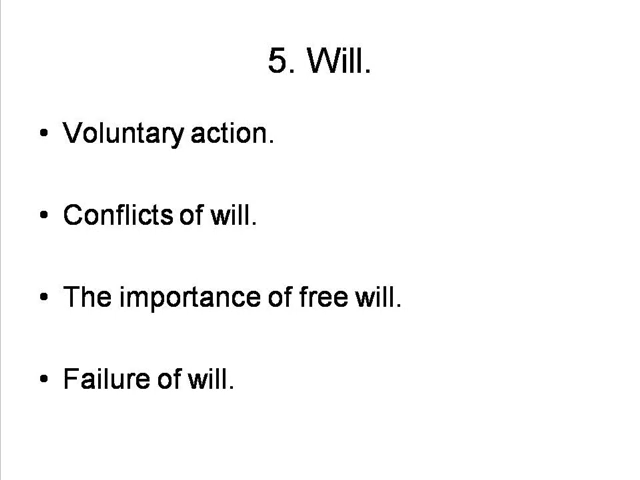 5. Will.
• Voluntary action.
• Conflicts of will.
• The importance of free will.
• Failure of will.